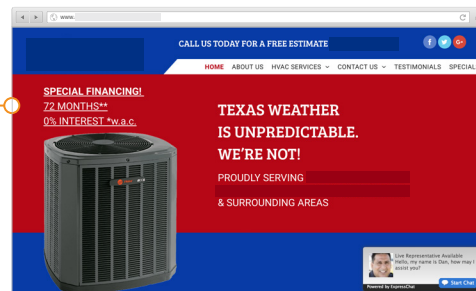 www.
CALL US TODAY FOR A FREE ESTIMATE
f
G+
HOME ABOUT US HVAC SERVICES CONTACT US TESTIMONIALS SPECIAL
SPECIAL FINANCING!
72 MONTHS**
0% INTEREST *w.a.c.
TEXAS WEATHER
IS UNPREDICTABLE.
WE'RE NOT!
PROUDLY SERVING
& SURROUNDING AREAS
Live Representative Available
Hello, my name is Dan, how may I
assist you?
Powered by ExpressChat
Start Chat